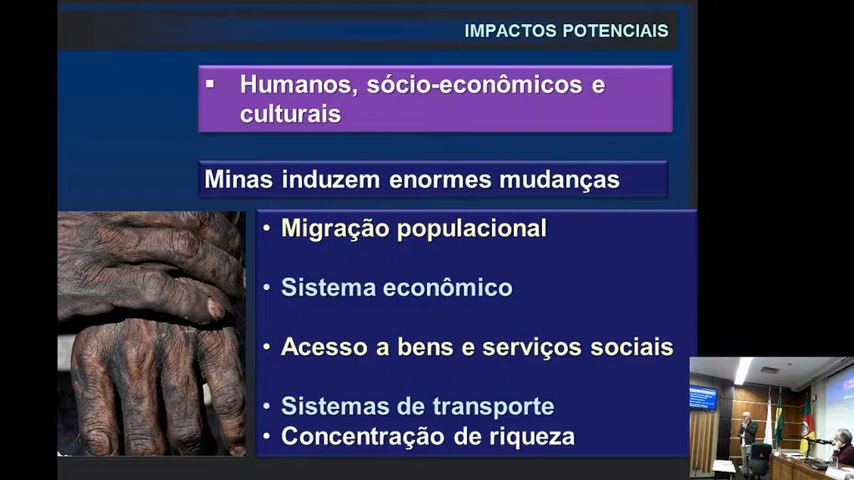 IMPACTOS POTENCIAIS
▪ Humanos, sócio-econômicos e
culturais
Minas induzem enormes mudanças
• Migração populacional
• Sistema econômico
• Acesso a bens e serviços sociais
• Sistemas de transporte
• Concentração de riqueza